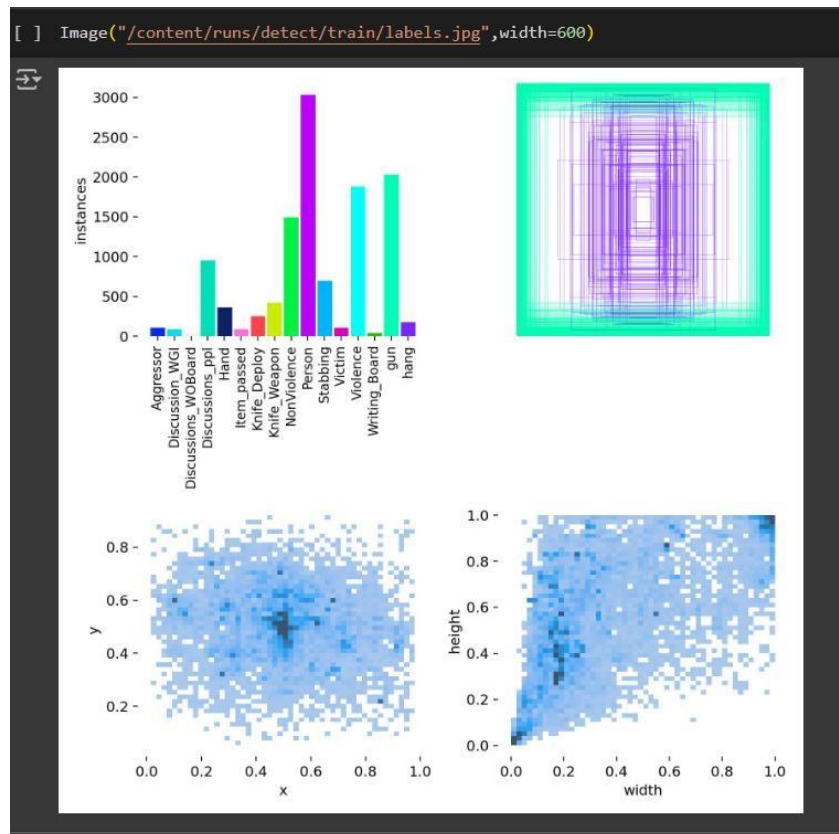 [ ] Image("/content/runs/detect/train/labels.jpg",width=600)
3000
2500
2000
1500
1000
500
0
instances
Aggressor
Discussion_WGI
Discussions_WOBoard
Discussions_ppl
Hand
Item_passed
Knife_Deploy
Knife_Weapon
NonViolence
Person
Stabbing
Victim
Violence
Writing_Board
gun
hang
0.8
0.6
0.4
0.2
y
0.0 0.2 0.4 0.6 0.8 1.0
x
1.0
0.8
0.6
0.4
0.2
0.0
height
0.0 0.2 0.4 0.6 0.8 1.0
width